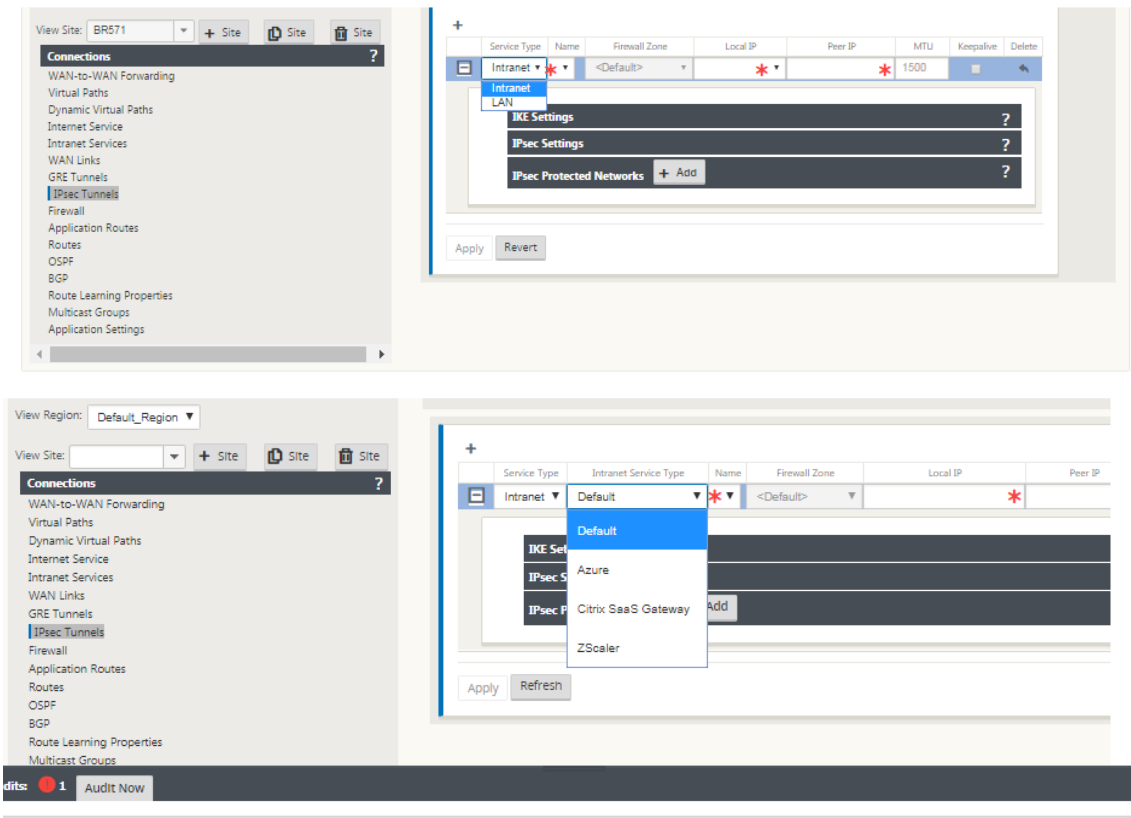 View Site: BR571 + Site Site Site
Connections ?
WAN-to-WAN Forwarding
Virtual Paths
Dynamic Virtual Paths
Internet Service
Intranet Services
WAN Links
GRE Tunnels
IPsec Tunnels
Firewall
Application Routes
Routes
OSPF
BGP
Route Learning Properties
Multicast Groups
Application Settings
+
Service Type Name Firewall Zone Local IP Peer IP MTU Keepalive Delete
Intranet <Default> 1500
Intranet
LAN
IKE Settings ?
IPsec Settings ?
IPsec Protected Networks + Add ?
Apply Revert
View Region: Default_Region
View Site: + Site Site Site
Connections ?
WAN-to-WAN Forwarding
Virtual Paths
Dynamic Virtual Paths
Internet Service
Intranet Services
WAN Links
GRE Tunnels
IPsec Tunnels
Firewall
Application Routes
Routes
OSPF
BGP
Route Learning Properties
Multicast Groups
+
Service Type Intranet Service Type Name Firewall Zone Local IP Peer IP
Intranet Default <Default>
Default
Azure
Citrix SaaS Gateway
ZScaler
IKE Set
IPsec S
IPsec P Add
Apply Refresh
dits: 1 Audit Now